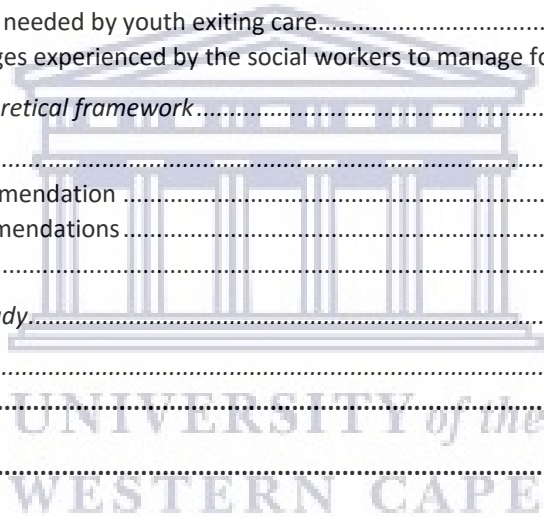 needed by youth exiting care..............................
ges experienced by the social workers to manage fo
retical framework..............................................................
..........................................................................................
mendation ........................................................................
mendations........................................................................
..........................................................................................
dy..........................................................................................
..........................................................................................
..........................................................................................
UNIVERSITY of the
..........................................................................................
WESTERN CAPE